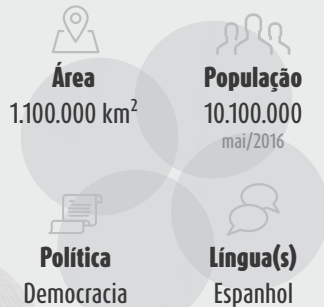 Área
1.100.000 km²
População
10.100.000
mai/2016
Política
Democracia
Língua(s)
Espanhol